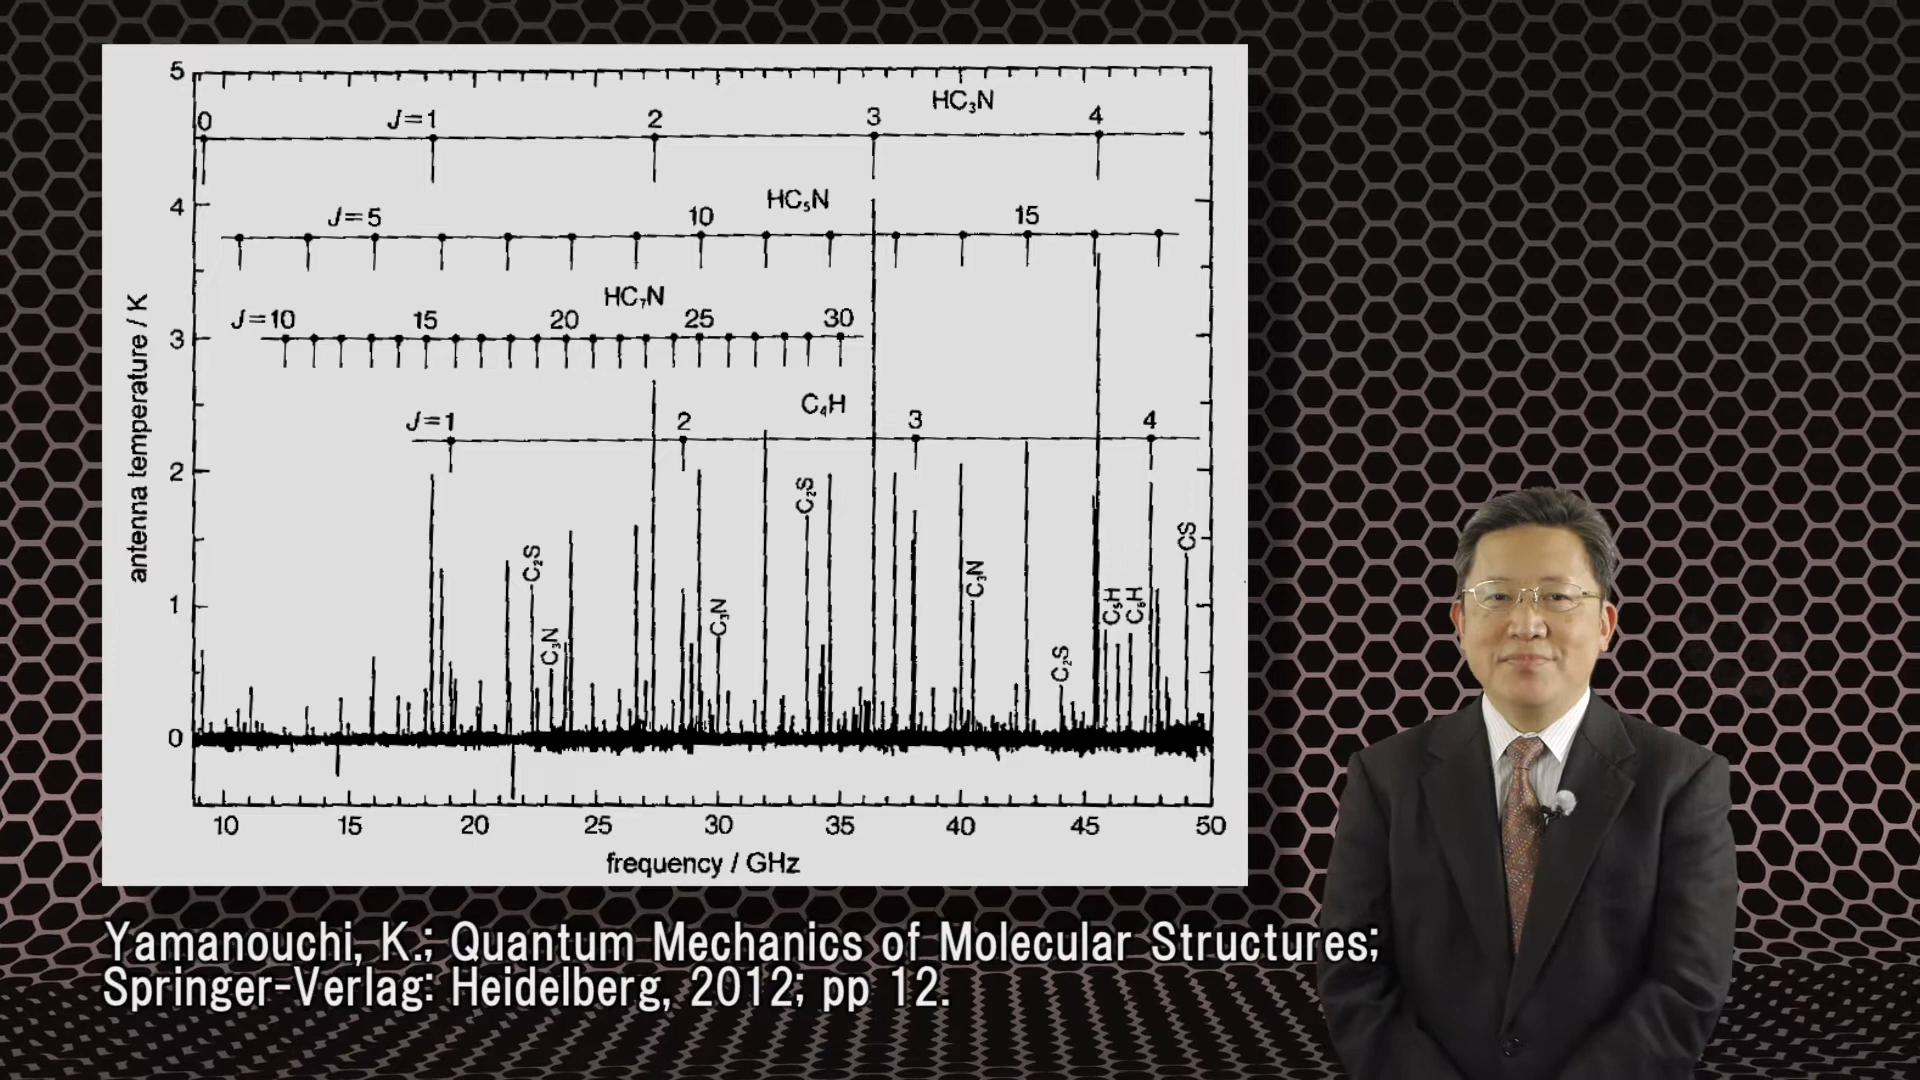 5
HC₃N
0 J=1 2 3 4
4
HC₅N
J=5 10 15
HC₇N
J=10 15 20 25 30
3
C₄H
J=1 2 3 4
2
C₂S
CS
C₂S
C₃N
C₅H
C₆H
1
C₃N
C₃N
C₂S
0
antenna temperature / K
10 15 20 25 30 35 40 45 50
frequency / GHz
Yamanouchi, K.; Quantum Mechanics of Molecular Structures;
Springer-Verlag: Heidelberg, 2012; pp 12.